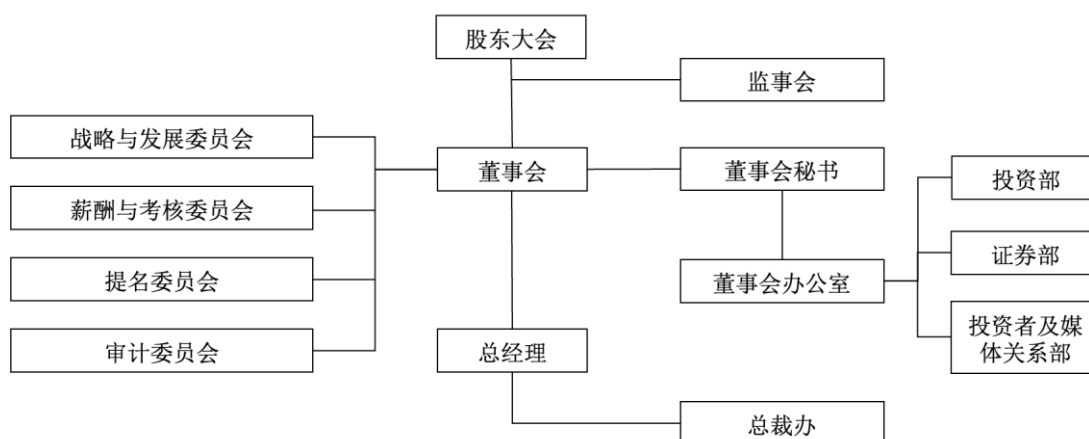 股东大会
监事会
战略与发展委员会
董事会
董事会秘书
投资部
薪酬与考核委员会
证券部
提名委员会
董事会办公室
投资者及媒
体关系部
审计委员会
总经理
总裁办